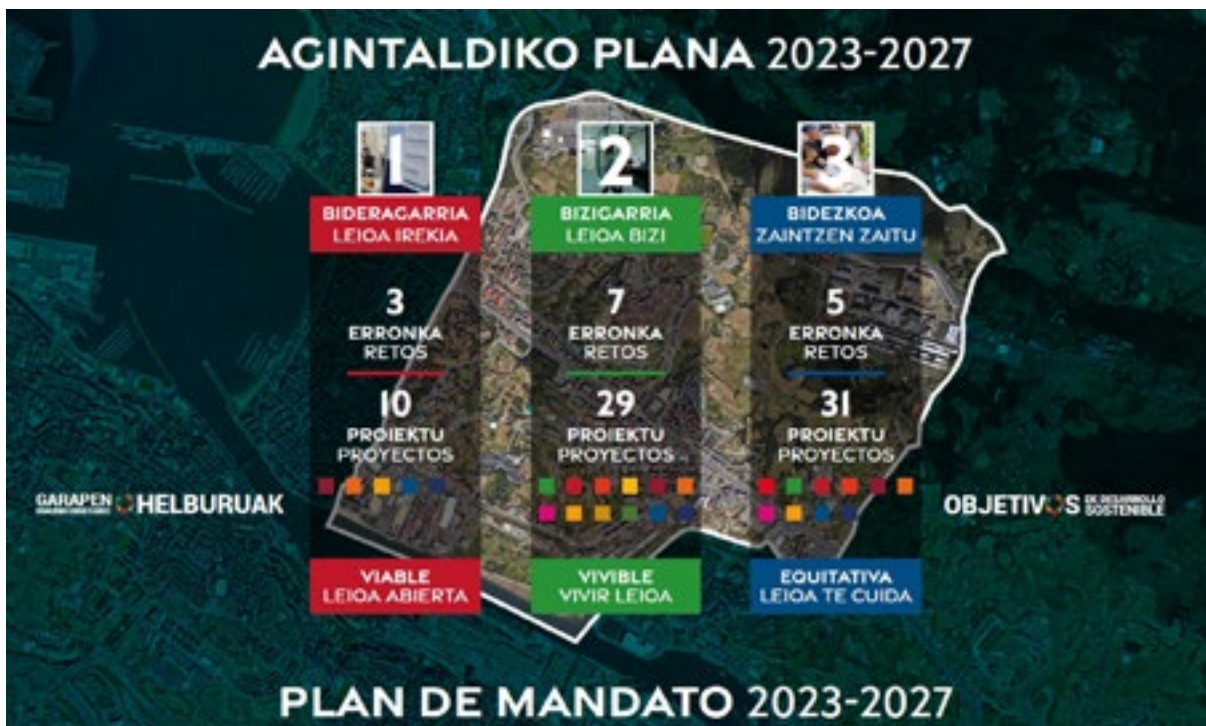 AGINTALDIKO PLANA 2023-2027
1
BIDERAGARRIA
LEIOA IREKIA
3
ERRONKA
RETOS
10
PROIEKTU
PROYECTOS
VIABLE
LEIOA ABIERTA
2
BIZIGARRIA
LEIOA BIZI
7
ERRONKA
RETOS
29
PROIEKTU
PROYECTOS
VIVIBLE
VIVIR LEIOA
3
BIDEZKOA
ZAINTZEN ZAITU
5
ERRONKA
RETOS
31
PROIEKTU
PROYECTOS
EQUITATIVA
LEIOA TE CUIDA
GARAPEN
HELBURUAK
OBJETIVOS
DE DESARROLLO
SOSTENIBLE
PLAN DE MANDATO 2023-2027